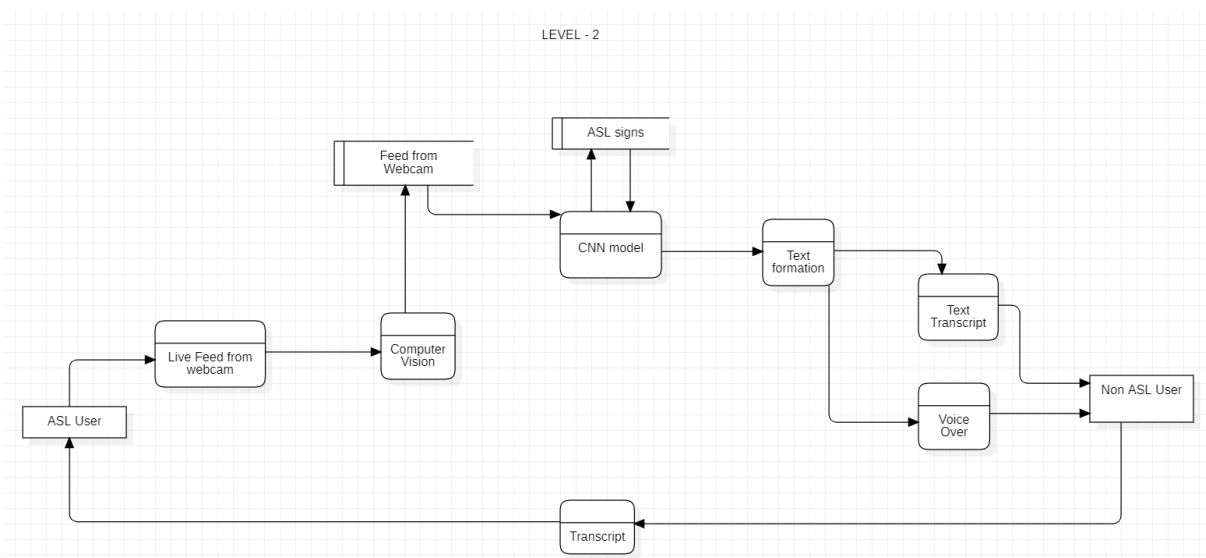 LEVEL - 2
ASL signs
Feed from
Webcam
CNN model
Text
formation
Text
Transcript
Computer
Vision
Live Feed from
webcam
Non ASL User
ASL User
Voice
Over
Transcript